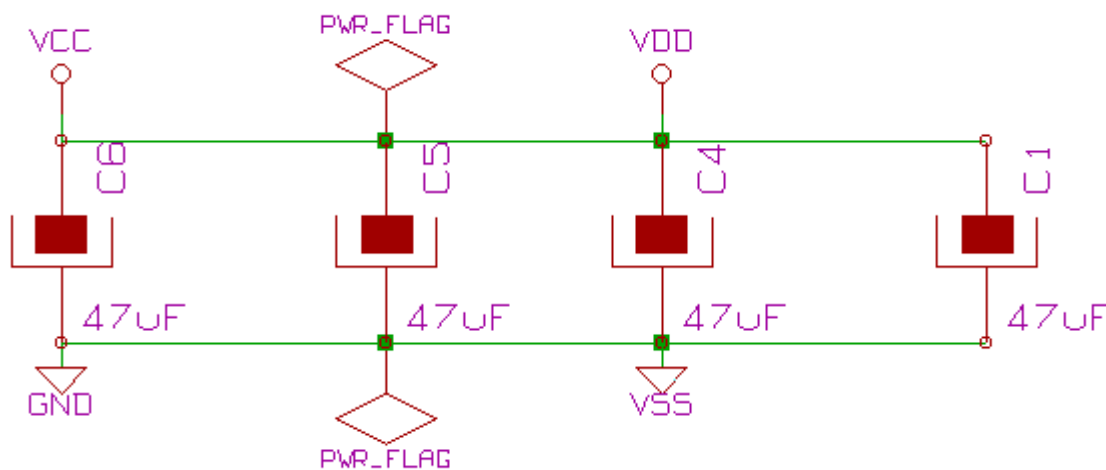 PWR_FLAG
VCC
VDD
C6
C5
C4
C1
47uF
47uF
47uF
47uF
GND
VSS
PWR_FLAG